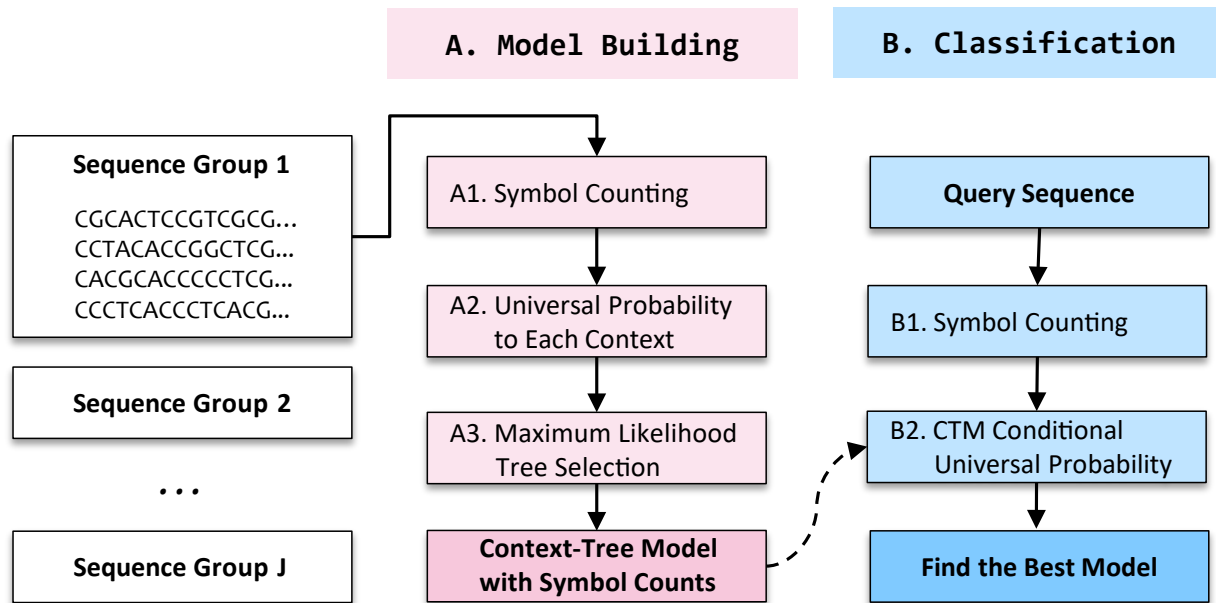 A. Model Building
B. Classification
Sequence Group 1
CGCACTCCGTCGCG...
CCTACACCGGCTCG...
CACGCACCCCCTCG...
CCCTCACCCTCACG...
Sequence Group 2
...
Sequence Group J
A1. Symbol Counting
A2. Universal Probability
to Each Context
A3. Maximum Likelihood
Tree Selection
Context-Tree Model
with Symbol Counts
Query Sequence
B1. Symbol Counting
B2. CTM Conditional
Universal Probability
Find the Best Model